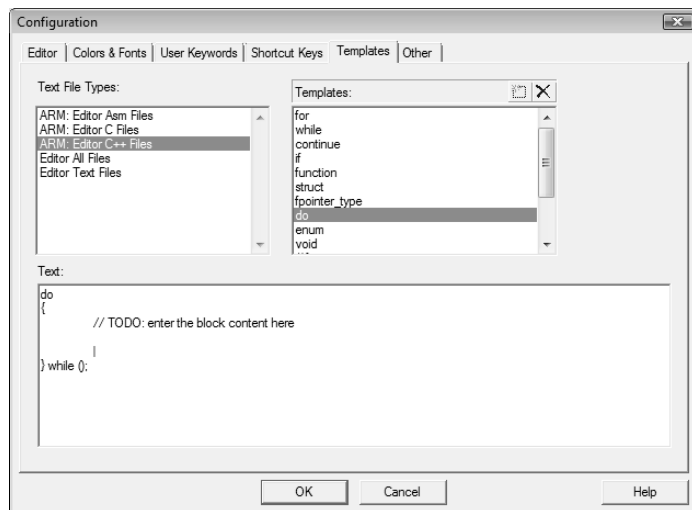 Configuration
Editor
Colors & Fonts
User Keywords
Shortcut Keys
Templates
Other
Text File Types:
ARM: Editor Asm Files
ARM: Editor C Files
ARM: Editor C++ Files
Editor All Files
Editor Text Files
Templates:
for
while
continue
if
function
struct
fpointer_type
do
enum
void
Text:
do
{
// TODO: enter the block content here
|
} while ();
OK
Cancel
Help